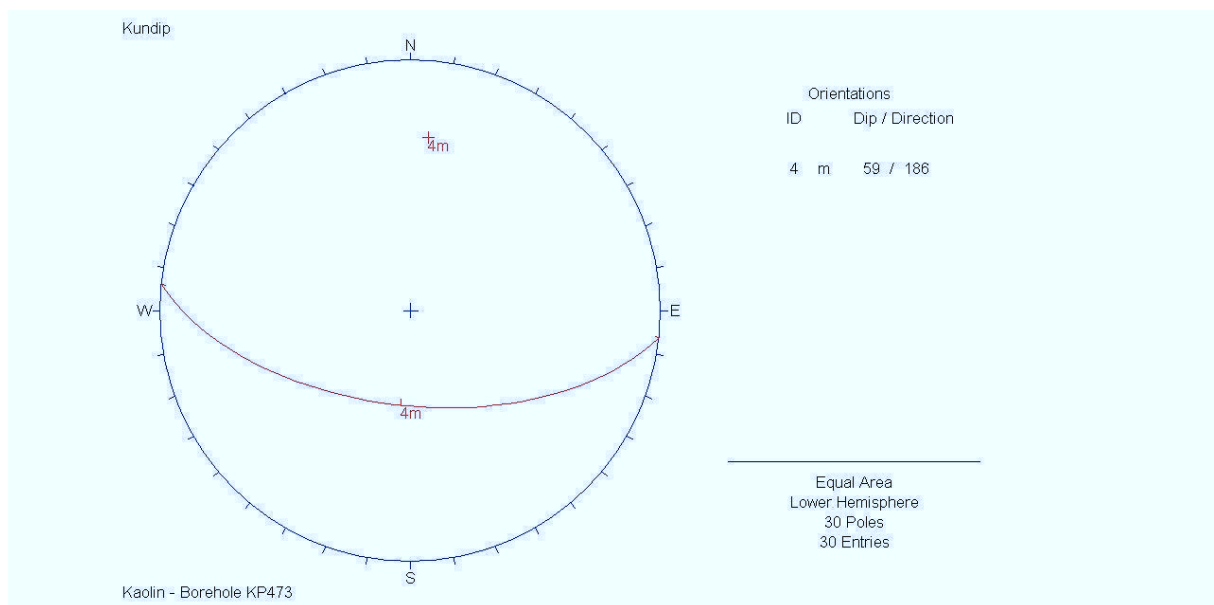 Kundip
N
Orientations
ID Dip / Direction
4m
4 m 59 / 186
W
E
4m
Equal Area
Lower Hemisphere
30 Poles
30 Entries
S
Kaolin - Borehole KP473